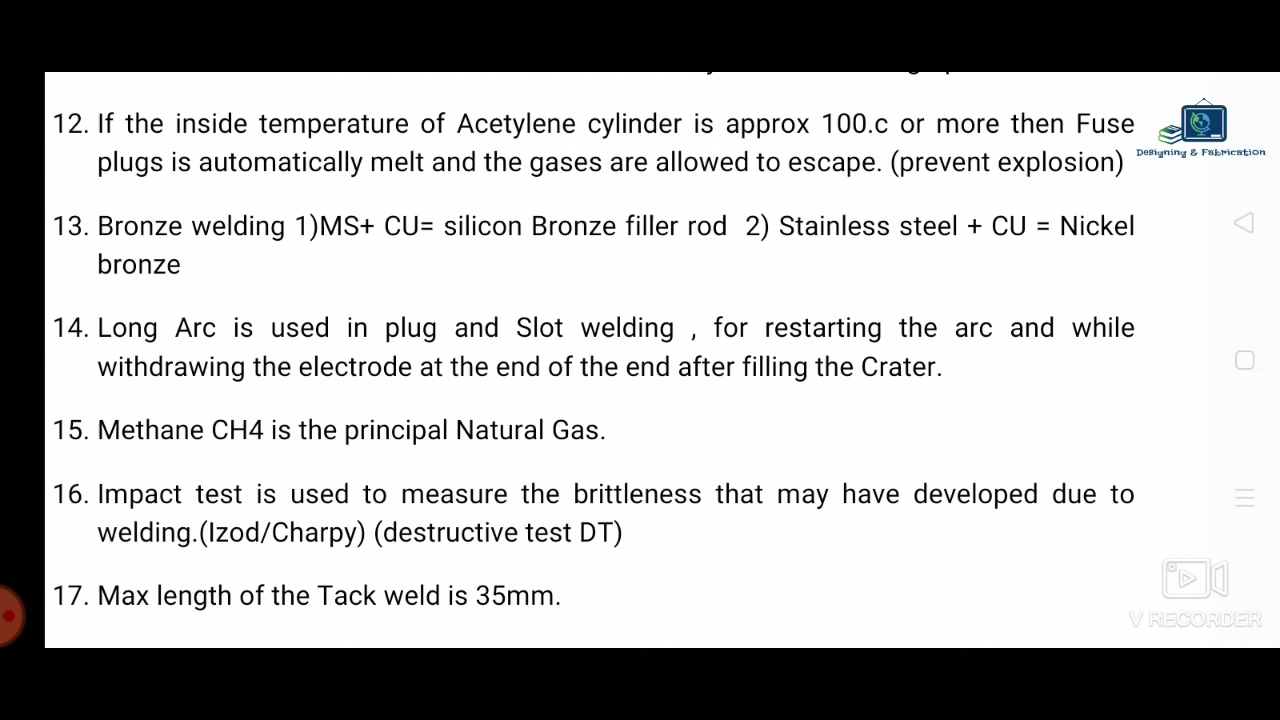 12. If the inside temperature of Acetylene cylinder is approx 100.c or more then Fuse
plugs is automatically melt and the gases are allowed to escape. (prevent explosion)
Designing & Fabrication
13. Bronze welding 1)MS+ CU= silicon Bronze filler rod 2) Stainless steel + CU = Nickel
bronze
14. Long Arc is used in plug and Slot welding , for restarting the arc and while
withdrawing the electrode at the end of the end after filling the Crater.
15. Methane CH4 is the principal Natural Gas.
16. Impact test is used to measure the brittleness that may have developed due to
welding.(Izod/Charpy) (destructive test DT)
17. Max length of the Tack weld is 35mm.
V RECORDER